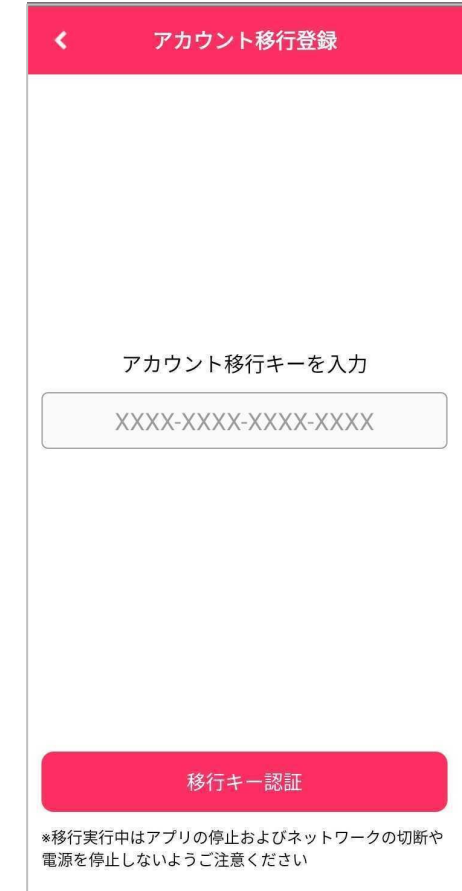 アカウント移行登録
アカウント移行キーを入力
XXXX-XXXX-XXXX-XXXX
移行キー認証
*移行実行中はアプリの停止およびネットワークの切断や
電源を停止しないようご注意ください